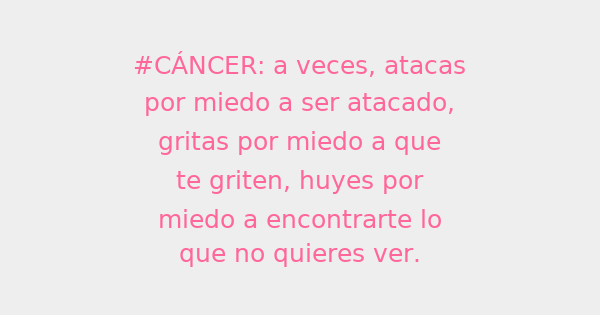 #CÁNCER: a veces, atacas
por miedo a ser atacado,
gritas por miedo a que
te griten, huyes por
miedo a encontrarte lo
que no quieres ver.